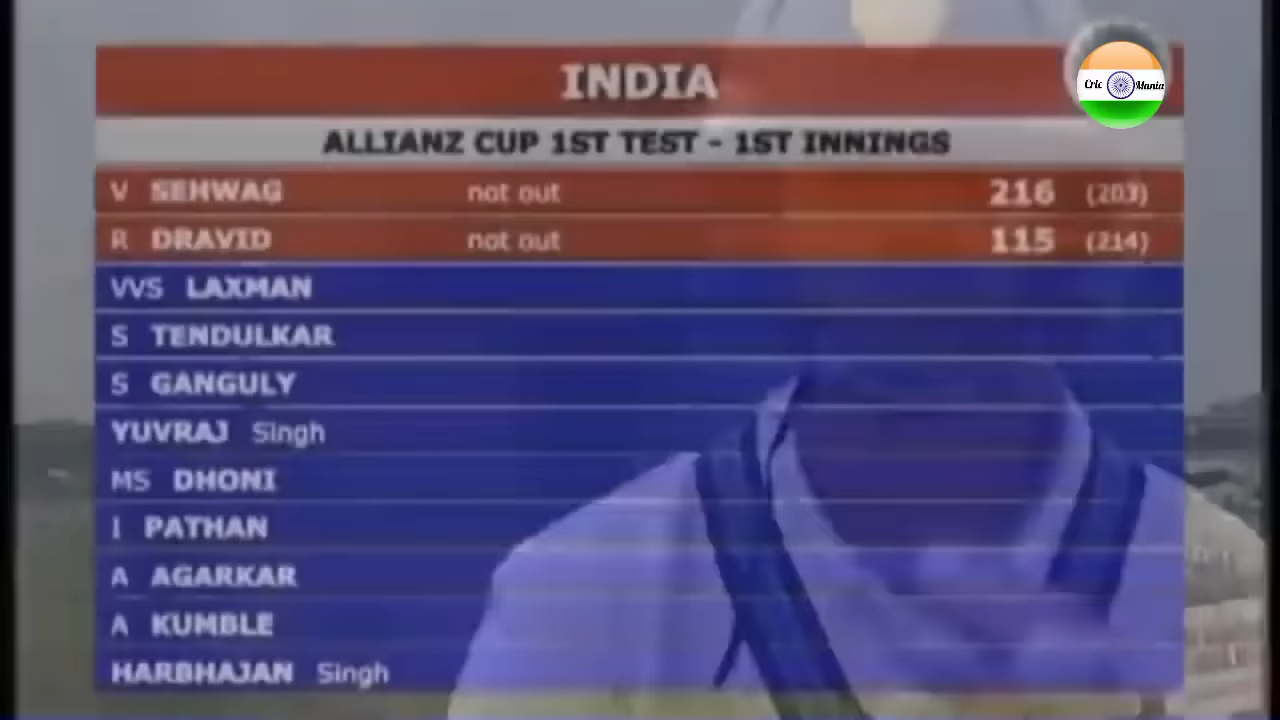 INDIA
Cric Mania
ALLIANZ CUP 1ST TEST - 1ST INNINGS
V SEHWAG not out 216 (203)
R DRAVID not out 115 (214)
VVS LAXMAN
S TENDULKAR
S GANGULY
YUVRAJ Singh
MS DHONI
I PATHAN
A AGARKAR
A KUMBLE
HARBHAJAN Singh